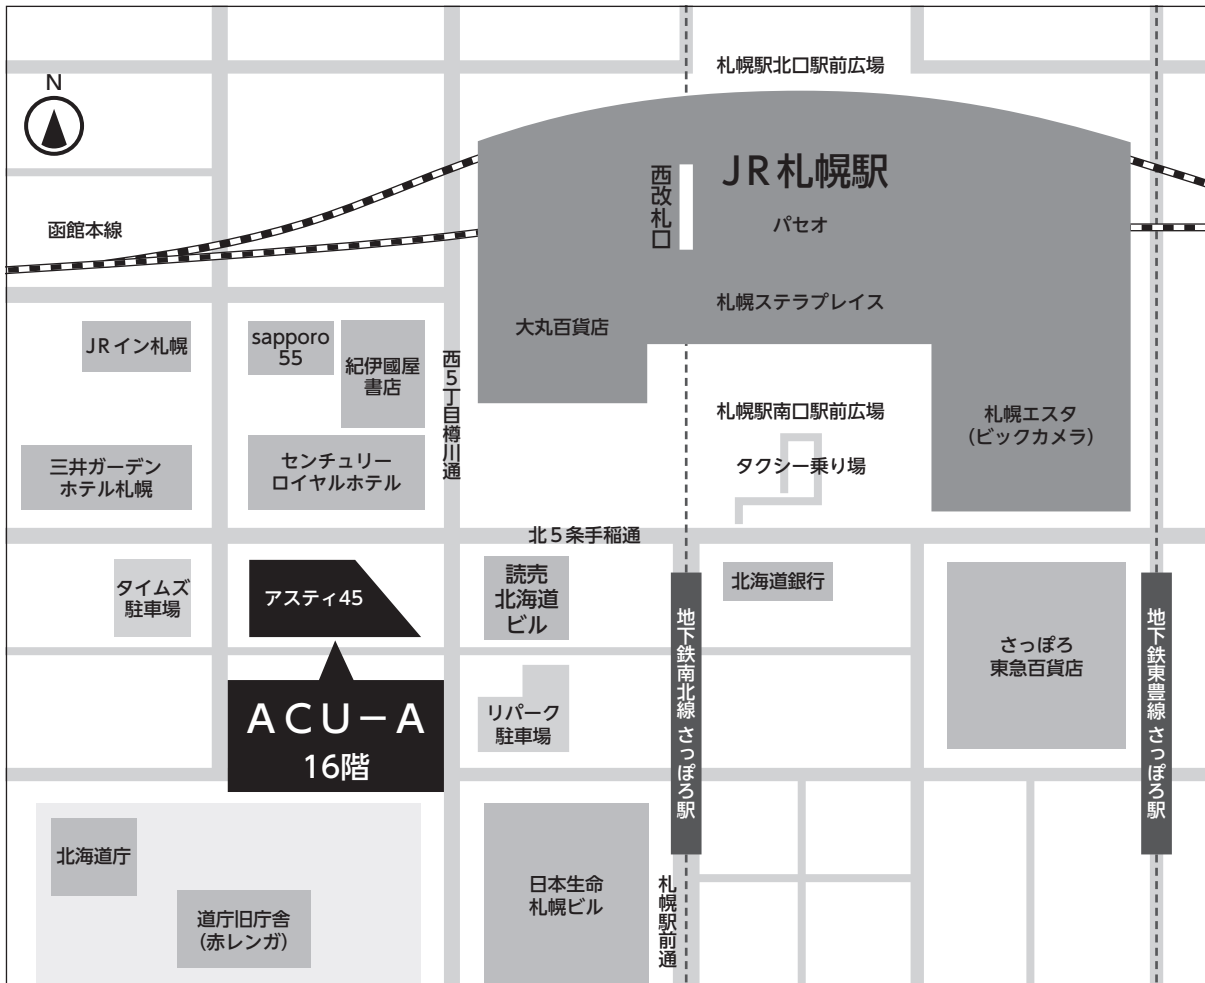 札幌駅北口駅前広場
N
JR札幌駅
西改札口
パセオ
函館本線
札幌ステラプレイス
大丸百貨店
JRイン札幌
sapporo
55
紀伊國屋
書店
西5丁目樽川通
札幌駅南口駅前広場
札幌エスタ
(ビックカメラ)
タクシー乗り場
三井ガーデン
ホテル札幌
センチュリー
ロイヤルホテル
北5条手稲通
タイムズ
駐車場
アスティ45
読売
北海道
ビル
北海道銀行
地下鉄南北線 さっぽろ駅
さっぽろ
東急百貨店
地下鉄東豊線 さっぽろ駅
ACU-A
16階
リパーク
駐車場
北海道庁
道庁旧庁舎
(赤レンガ)
日本生命
札幌ビル
札幌駅前通